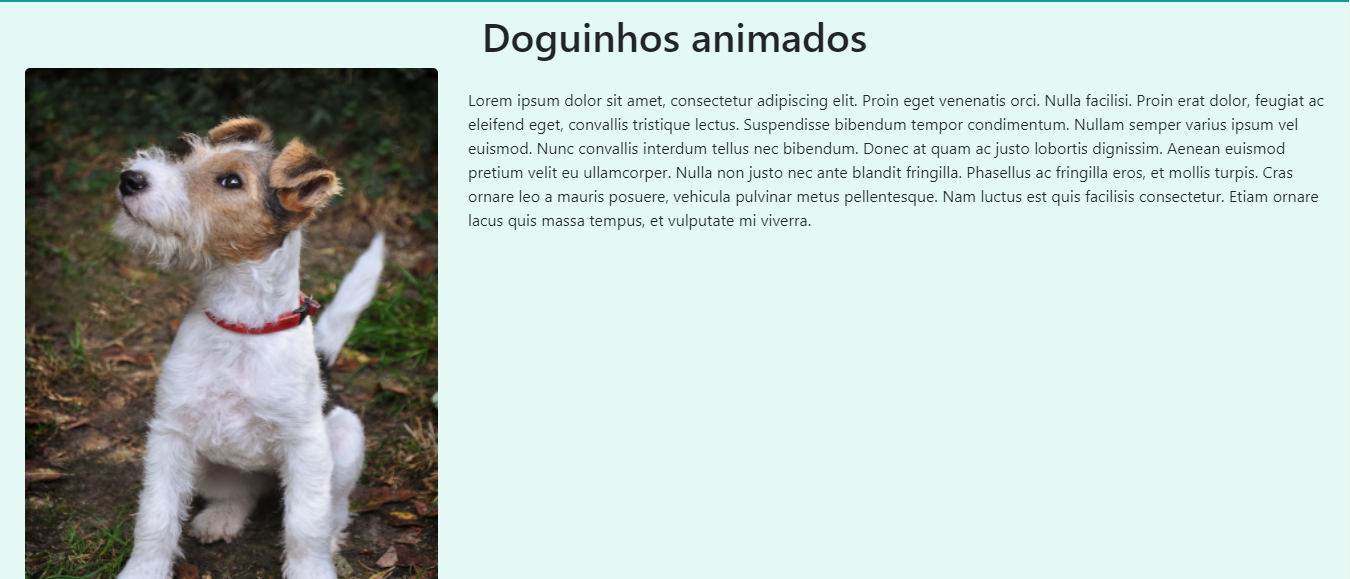 Doguinhos animados
Lorem ipsum dolor sit amet, consectetur adipiscing elit. Proin eget venenatis orci. Nulla facilisi. Proin erat dolor, feugiat ac
eleifend eget, convallis tristique lectus. Suspendisse bibendum tempor condimentum. Nullam semper varius ipsum vel
euismod. Nunc convallis interdum tellus nec bibendum. Donec at quam ac justo lobortis dignissim. Aenean euismod
pretium velit eu ullamcorper. Nulla non justo nec ante blandit fringilla. Phasellus ac fringilla eros, et mollis turpis. Cras
ornare leo a mauris posuere, vehicula pulvinar metus pellentesque. Nam luctus est quis facilisis consectetur. Etiam ornare
lacus quis massa tempus, et vulputate mi viverra.